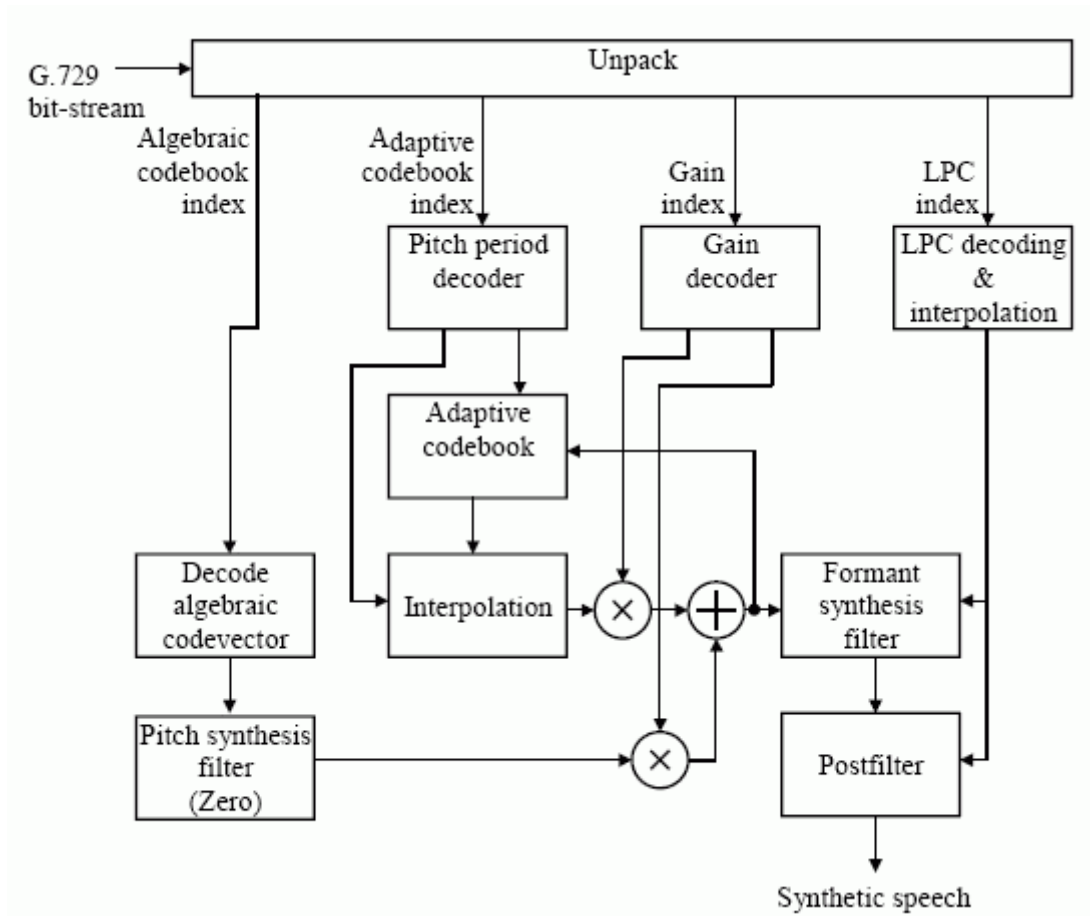 Unpack
G.729
bit-stream
Algebraic
codebook
index
Adaptive
codebook
index
Gain
index
LPC
index
Pitch period
decoder
Gain
decoder
LPC decoding
&
interpolation
Adaptive
codebook
Decode
algebraic
codevector
Interpolation
×
+
Formant
synthesis
filter
Pitch synthesis
filter
(Zero)
×
Postfilter
Synthetic speech